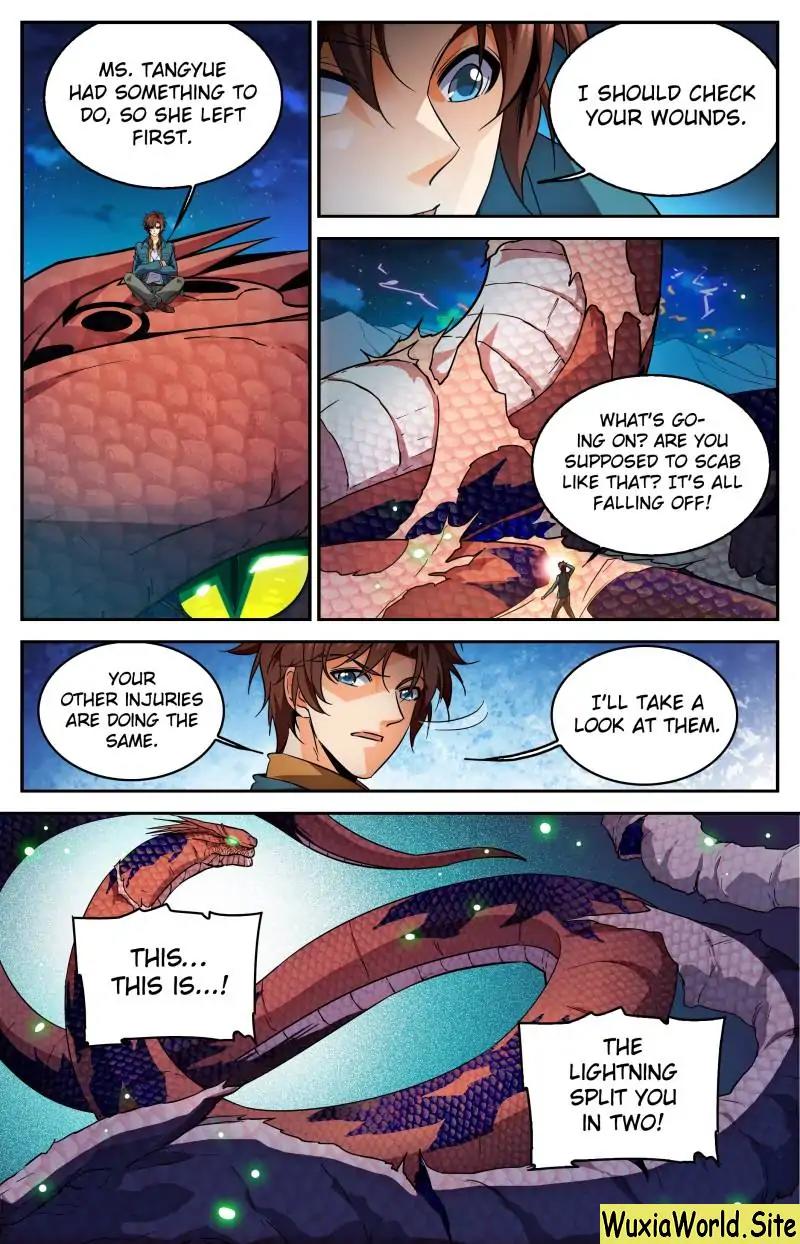 MS. TANGYUE
HAD SOMETHING TO
DO, SO SHE LEFT
FIRST.
I SHOULD CHECK
YOUR WOUNDS.
WHAT'S GO-
ING ON? ARE YOU
SUPPOSED TO SCAB
LIKE THAT? IT'S ALL
FALLING OFF!
YOUR
OTHER INJURIES
ARE DOING THE
SAME.
I'LL TAKE A
LOOK AT THEM.
THIS...
THIS IS...!
THE
LIGHTNING
SPLIT YOU
IN TWO!
WuxiaWorld.Site